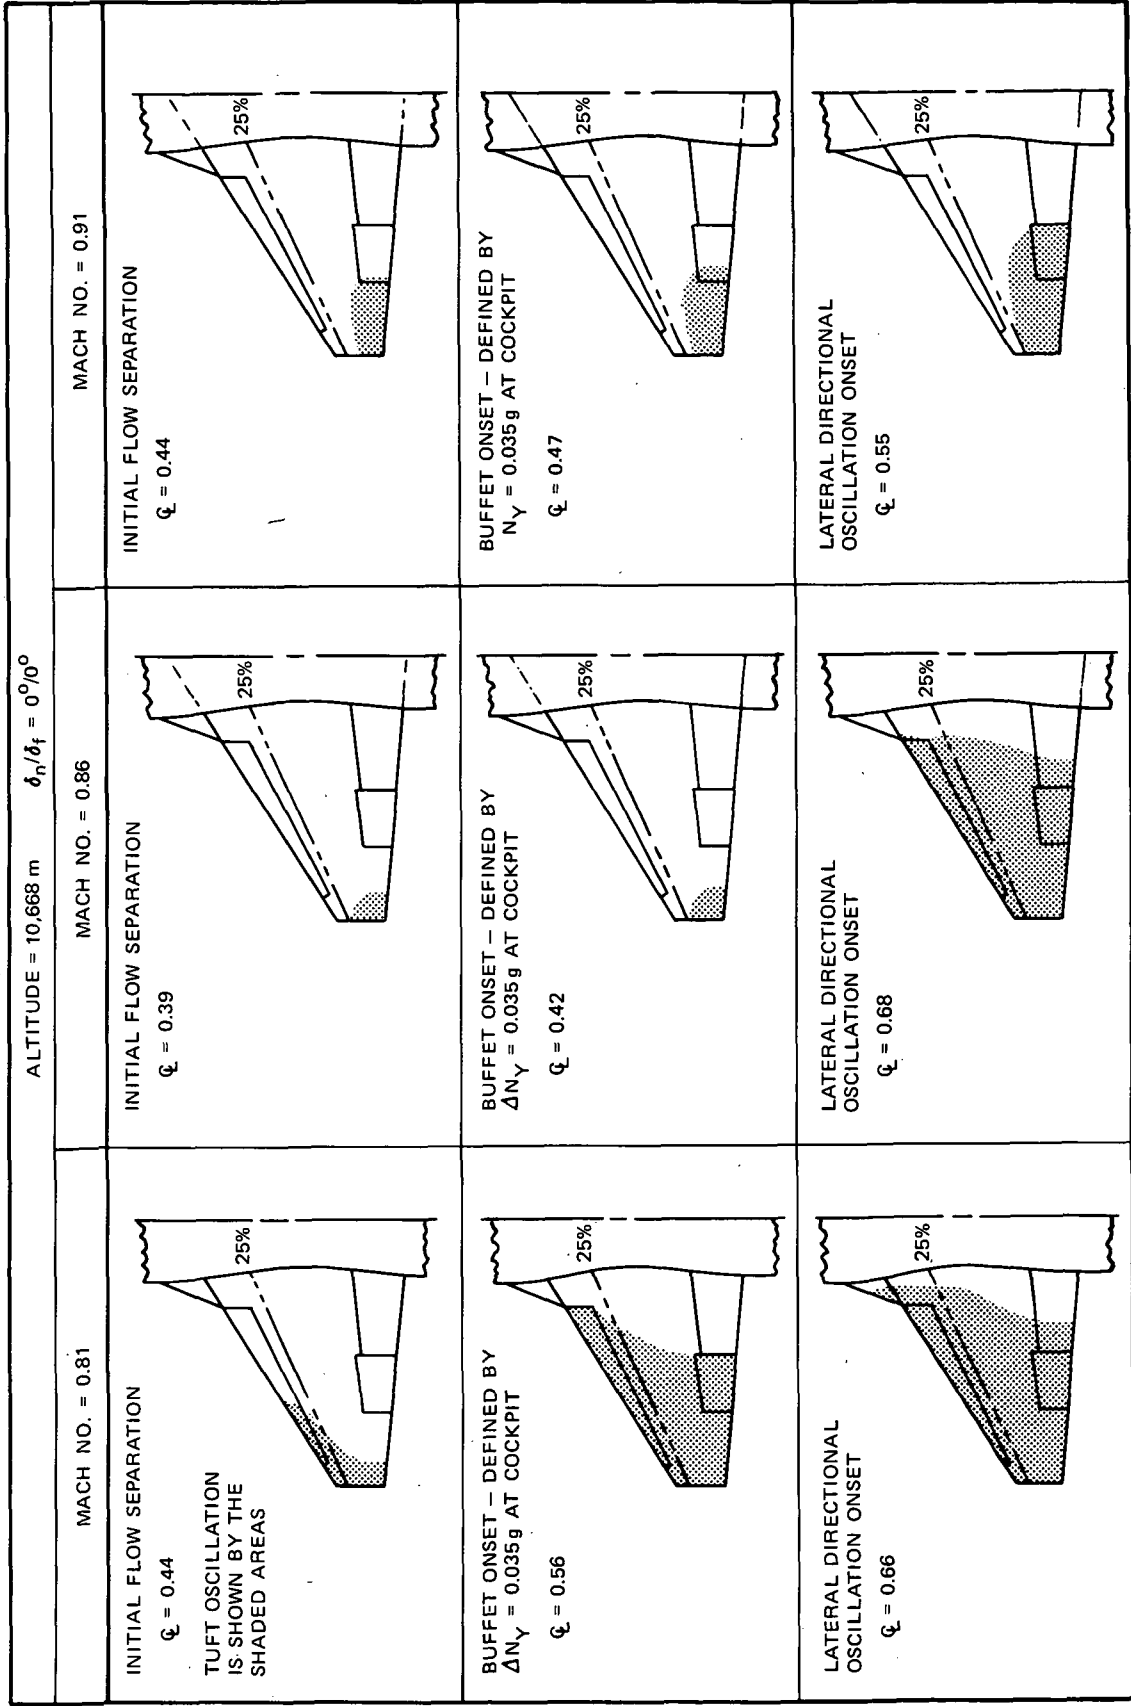 ALTITUDE = 10,668 m δn/δf = 0⁰/0⁰
MACH NO. = 0.81
MACH NO. = 0.86
MACH NO. = 0.91
INITIAL FLOW SEPARATION
CL = 0.44
TUFT OSCILLATION
IS SHOWN BY THE
SHADED AREAS
25%
INITIAL FLOW SEPARATION
CL = 0.39
25%
INITIAL FLOW SEPARATION
CL = 0.44
25%
BUFFET ONSET – DEFINED BY
ΔNY = 0.035g AT COCKPIT
CL = 0.56
25%
BUFFET ONSET – DEFINED BY
ΔNY = 0.035g AT COCKPIT
CL = 0.42
25%
BUFFET ONSET – DEFINED BY
NY = 0.035g AT COCKPIT
CL = 0.47
25%
LATERAL DIRECTIONAL
OSCILLATION ONSET
CL = 0.66
25%
LATERAL DIRECTIONAL
OSCILLATION ONSET
CL = 0.68
25%
LATERAL DIRECTIONAL
OSCILLATION ONSET
CL = 0.55
25%